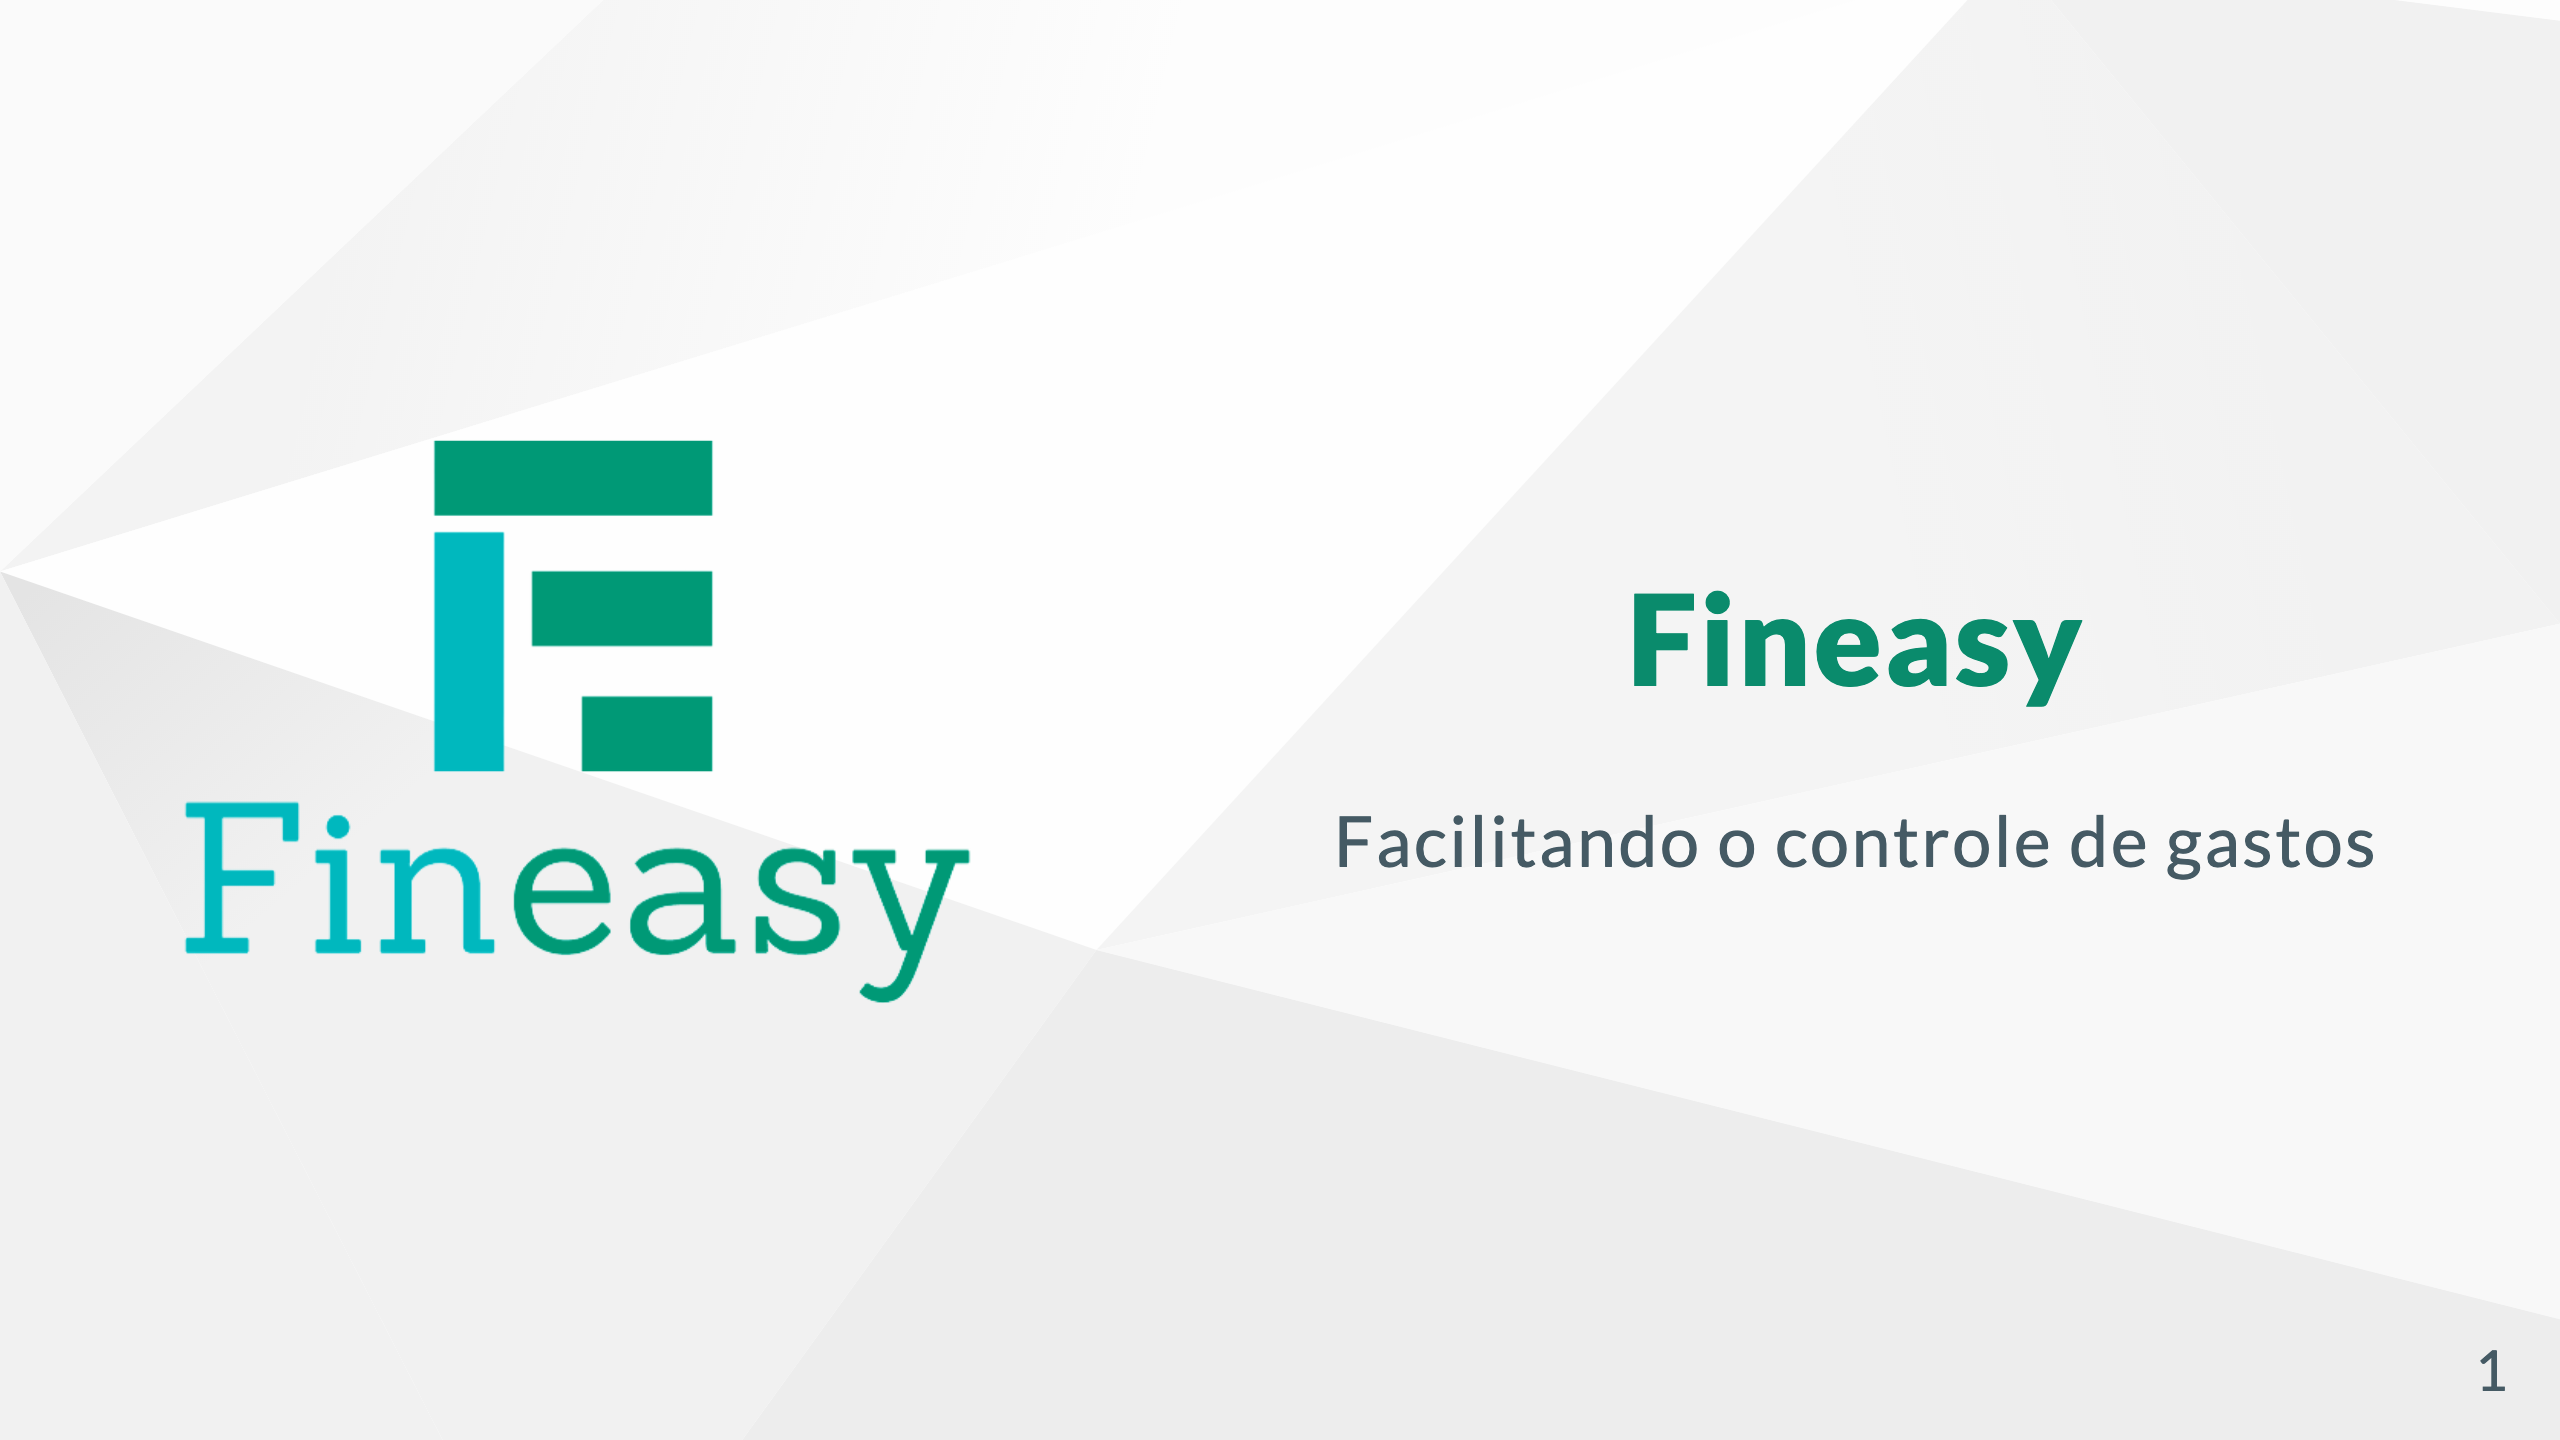 Fineasy
Fineasy
Facilitando o controle de gastos
1